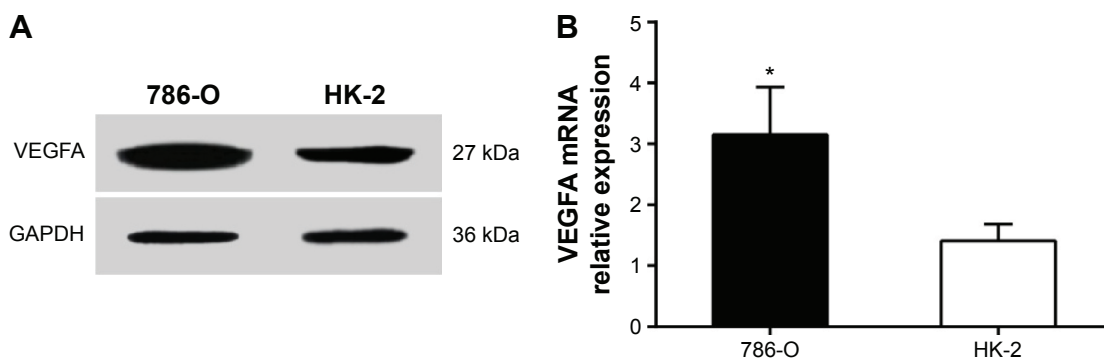 A
786-O HK-2
VEGFA 27 kDa
GAPDH 36 kDa
B
VEGFA mRNA
relative expression
5
4
3
2
1
0
*
786-O HK-2